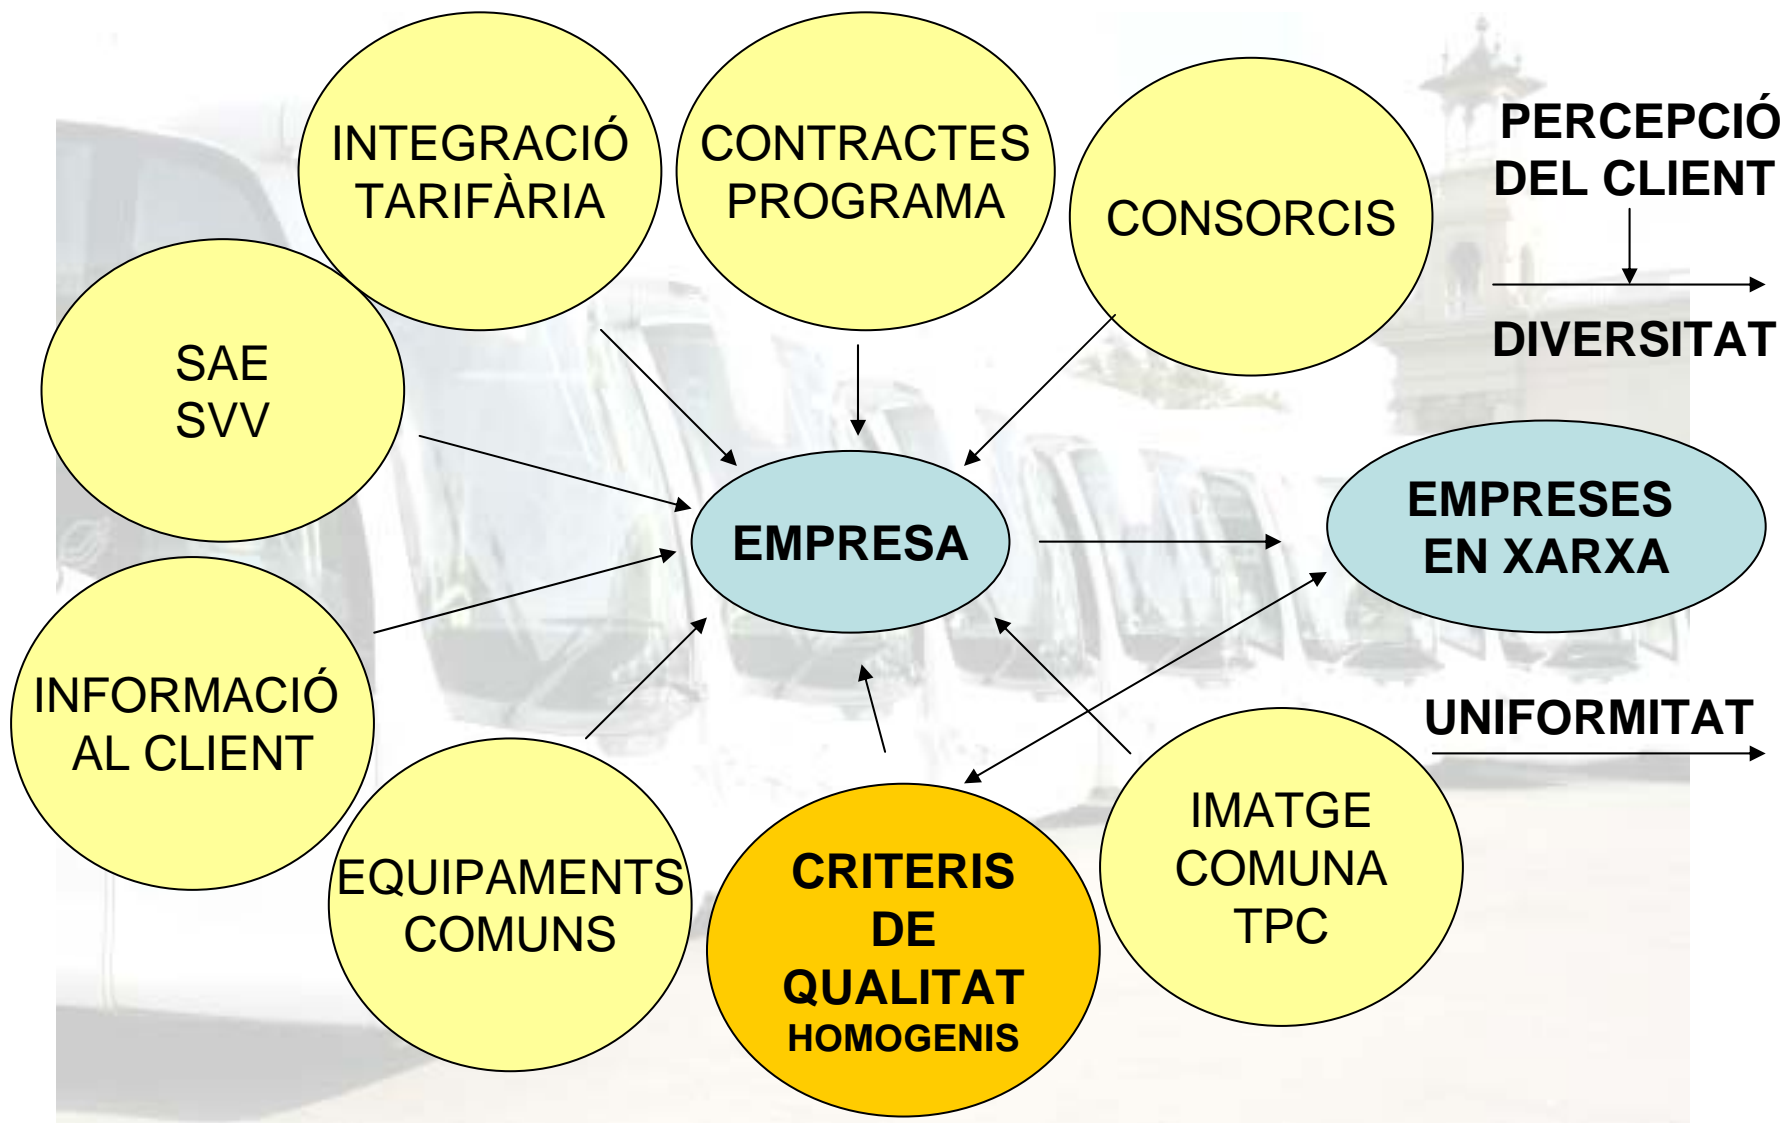 INTEGRACIÓ
TARIFÀRIA
CONTRACTES
PROGRAMA
CONSORCIS
PERCEPCIÓ
DEL CLIENT
DIVERSITAT
SAE
SVV
EMPRESA
EMPRESES
EN XARXA
INFORMACIÓ
AL CLIENT
UNIFORMITAT
EQUIPAMENTS
COMUNS
CRITERIS
DE
QUALITAT
HOMOGENIS
IMATGE
COMUNA
TPC